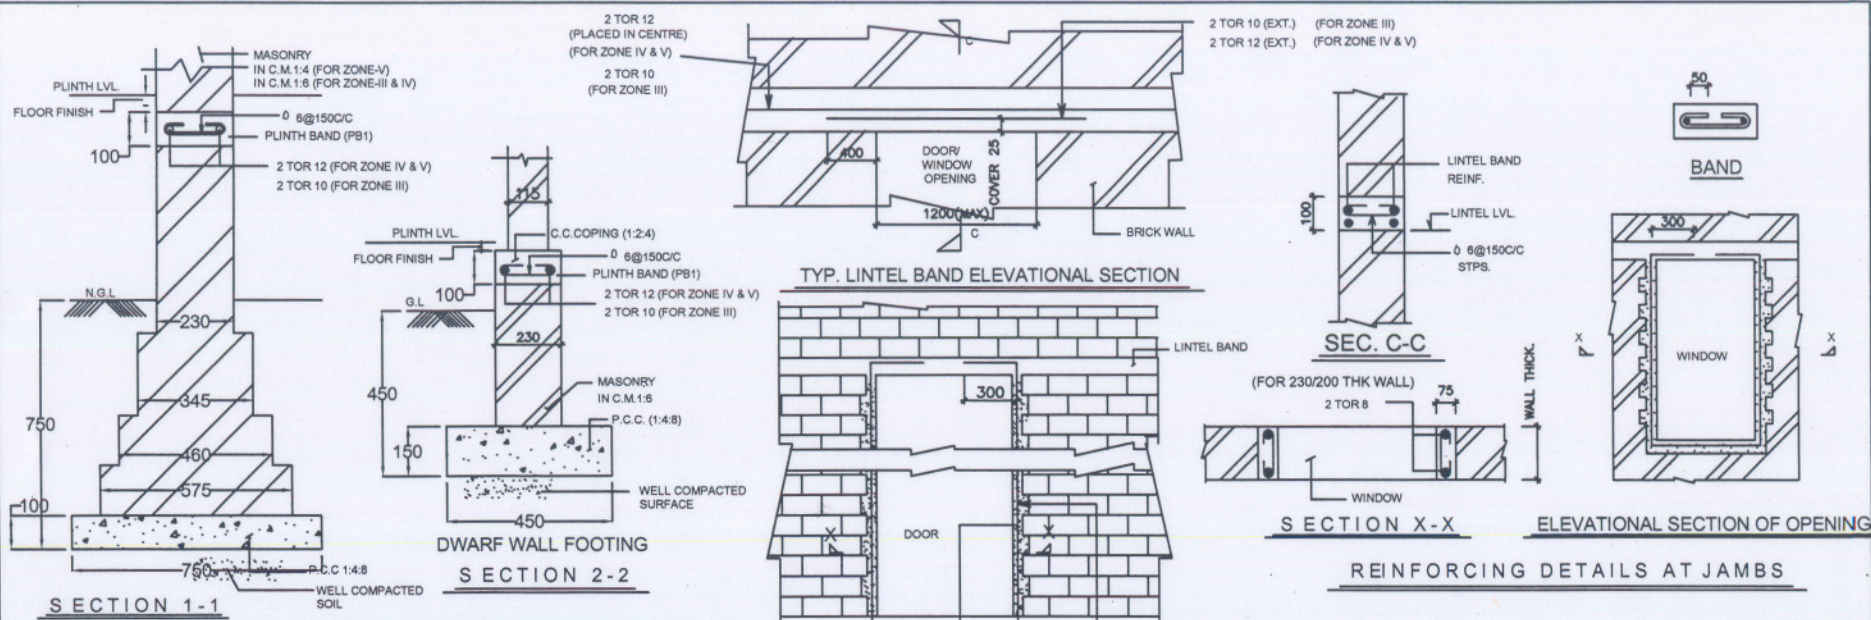 MASONRY
IN C.M.1:4 (FOR ZONE-V)
IN C.M.1:6 (FOR ZONE-III & IV)
PLINTH LVL.
FLOOR FINISH
6@150C/C
PLINTH BAND (PB1)
100
2 TOR 12 (FOR ZONE IV & V)
2 TOR 10 (FOR ZONE III)
N.G.L
230
345
750
460
575
100
750
P.C.C 1:4:8
WELL COMPACTED
SOIL
SECTION 1-1
115
PLINTH LVL.
C.C.COPING (1:2:4)
FLOOR FINISH
6@150C/C
PLINTH BAND (PB1)
100
2 TOR 12 (FOR ZONE IV & V)
2 TOR 10 (FOR ZONE III)
G.L
230
450
MASONRY
IN C.M.1:6
P.C.C. (1:4:8)
150
WELL COMPACTED
SURFACE
450
DWARF WALL FOOTING
SECTION 2-2
2 TOR 12
(PLACED IN CENTRE)
(FOR ZONE IV & V)
2 TOR 10
(FOR ZONE III)
C
2 TOR 10 (EXT.) (FOR ZONE III)
2 TOR 12 (EXT.) (FOR ZONE IV & V)
400
DOOR/
WINDOW
OPENING
COVER 25
1200(MAX)
C
BRICK WALL
TYP. LINTEL BAND ELEVATIONAL SECTION
LINTEL BAND
300
DOOR
X
X
LINTEL BAND
REINF.
100
LINTEL LVL.
6@150C/C
STPS.
SEC. C-C
(FOR 230/200 THK WALL)
2 TOR 8
75
WALL THICK.
WINDOW
SECTION X-X
50
BAND
300
X
WINDOW
X
ELEVATIONAL SECTION OF OPENING
REINFORCING DETAILS AT JAMBS